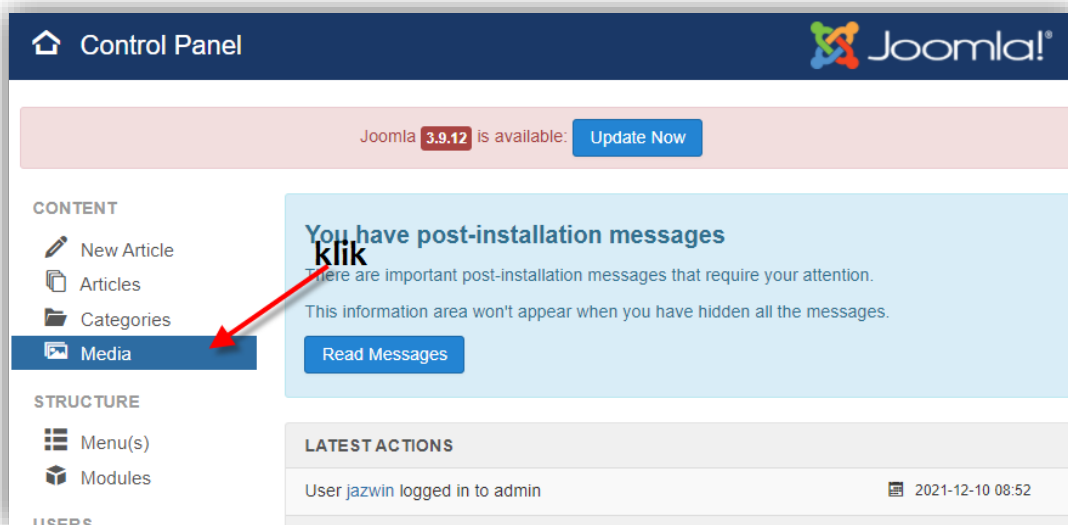 Control Panel
Joomla!®
Joomla 3.9.12 is available: Update Now
CONTENT
New Article
Articles
Categories
Media
STRUCTURE
Menu(s)
Modules
USERS
You have post-installation messages
klik
There are important post-installation messages that require your attention.
This information area won't appear when you have hidden all the messages.
Read Messages
LATEST ACTIONS
User jazwin logged in to admin 2021-12-10 08:52